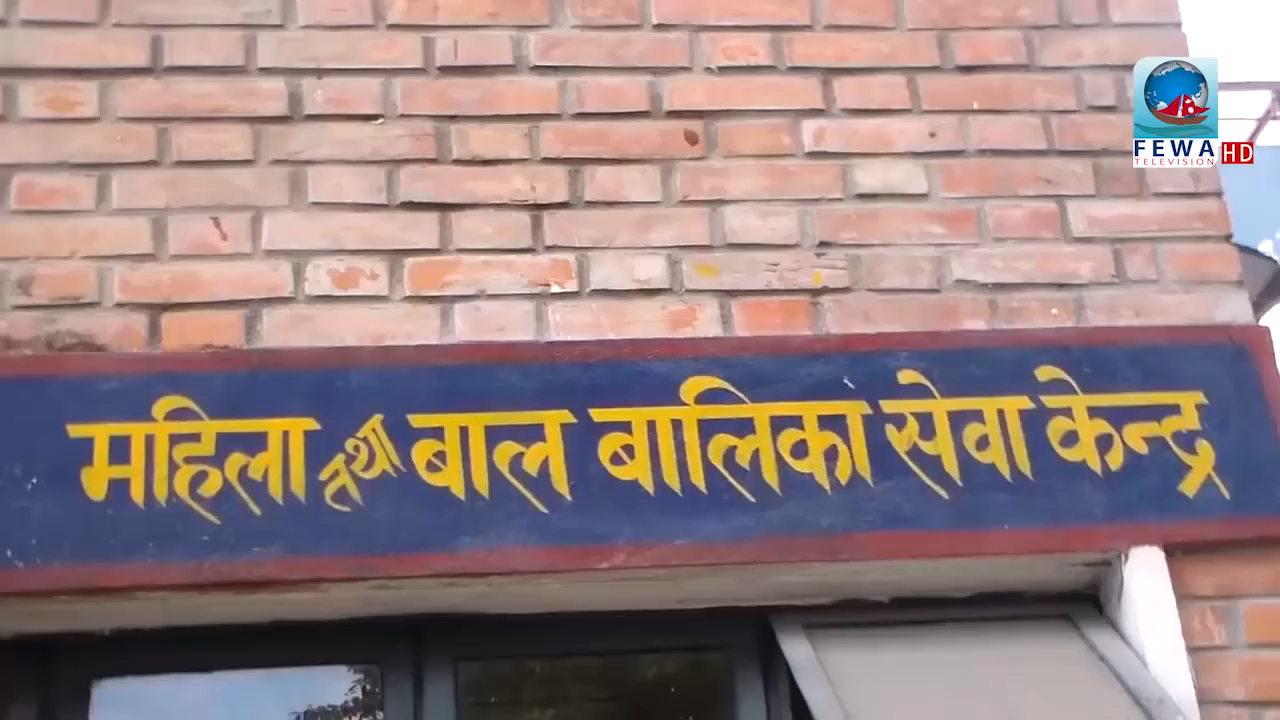 FEWA
TELEVISION HD
महिला तथा बाल बालिका सेवा केन्द्र